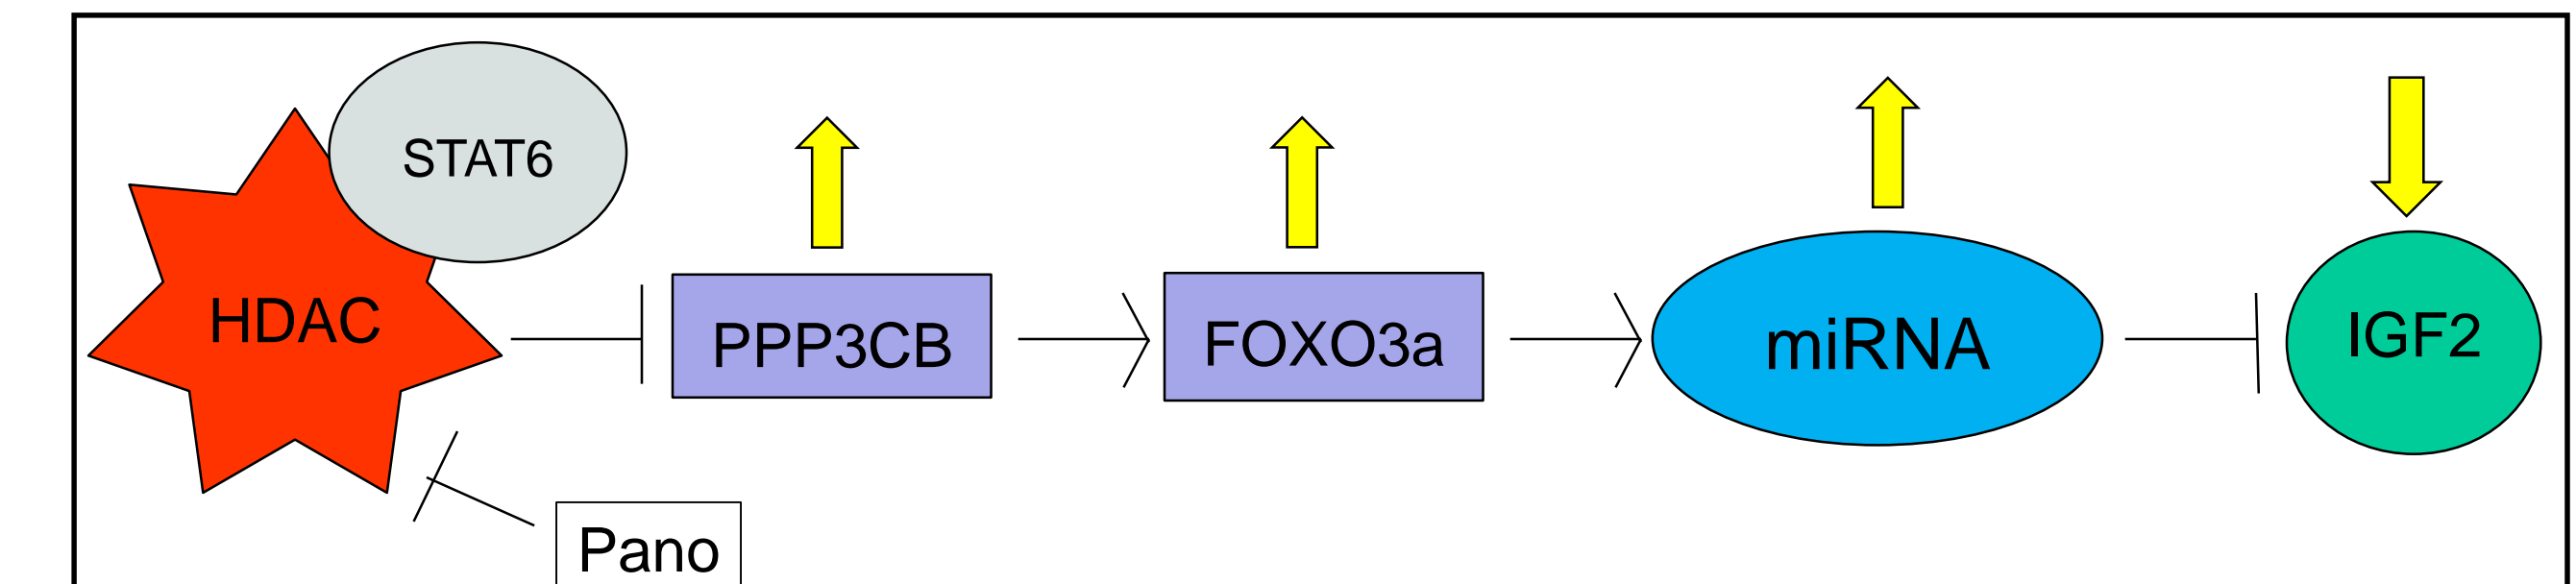 STAT6
HDAC
PPP3CB
FOXO3a
miRNA
IGF2
Pano